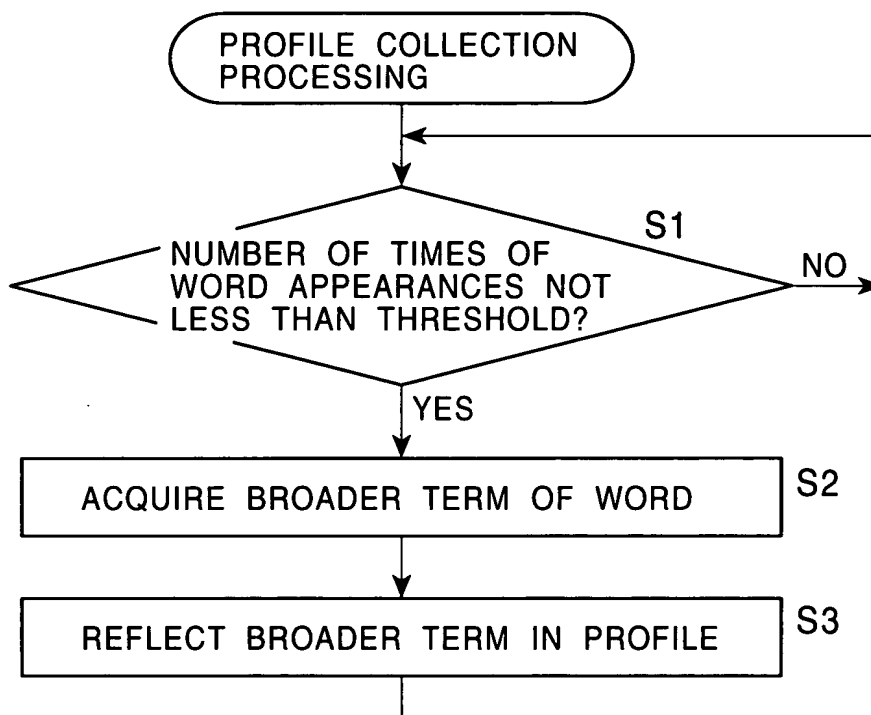 PROFILE COLLECTION
PROCESSING
S1
NUMBER OF TIMES OF
WORD APPEARANCES NOT
LESS THAN THRESHOLD?
NO
YES
ACQUIRE BROADER TERM OF WORD
S2
REFLECT BROADER TERM IN PROFILE
S3